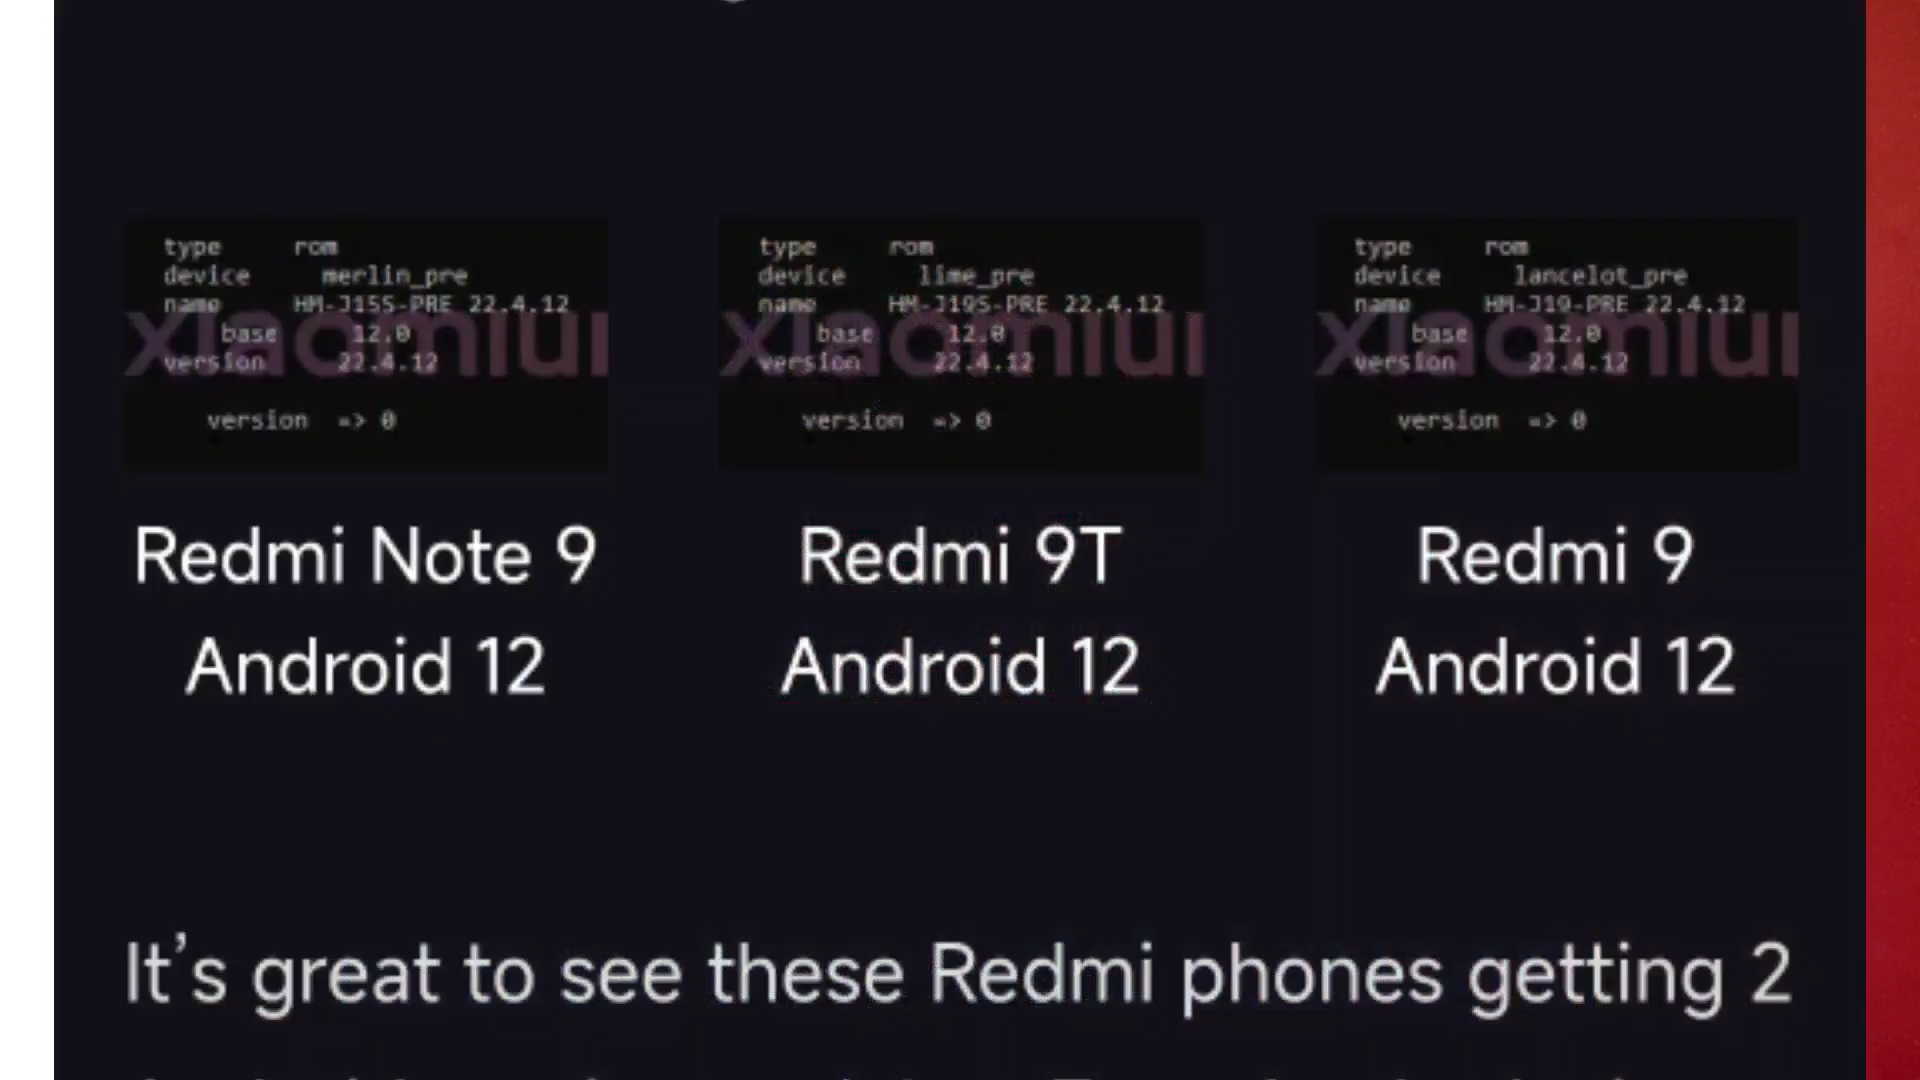 type rom
device merlin_pre
name HM-J15S-PRE 22.4.12
base 12.0
version 22.4.12
version => 0
xiaomiui
type rom
device lime_pre
name HM-J19S-PRE 22.4.12
base 12.0
version 22.4.12
version => 0
xiaomiui
type rom
device lancelot_pre
name HM-J19-PRE 22.4.12
base 12.0
version 22.4.12
version => 0
xiaomiui
Redmi Note 9
Android 12
Redmi 9T
Android 12
Redmi 9
Android 12
It's great to see these Redmi phones getting 2